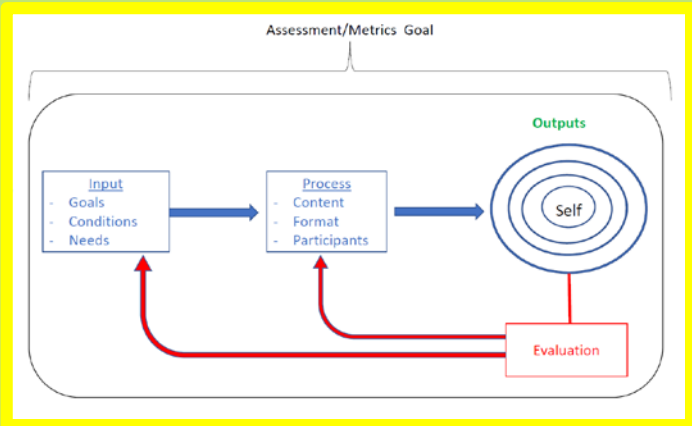 Assessment/Metrics Goal
Outputs
Input
- Goals
- Conditions
- Needs
Process
- Content
- Format
- Participants
Self
Evaluation